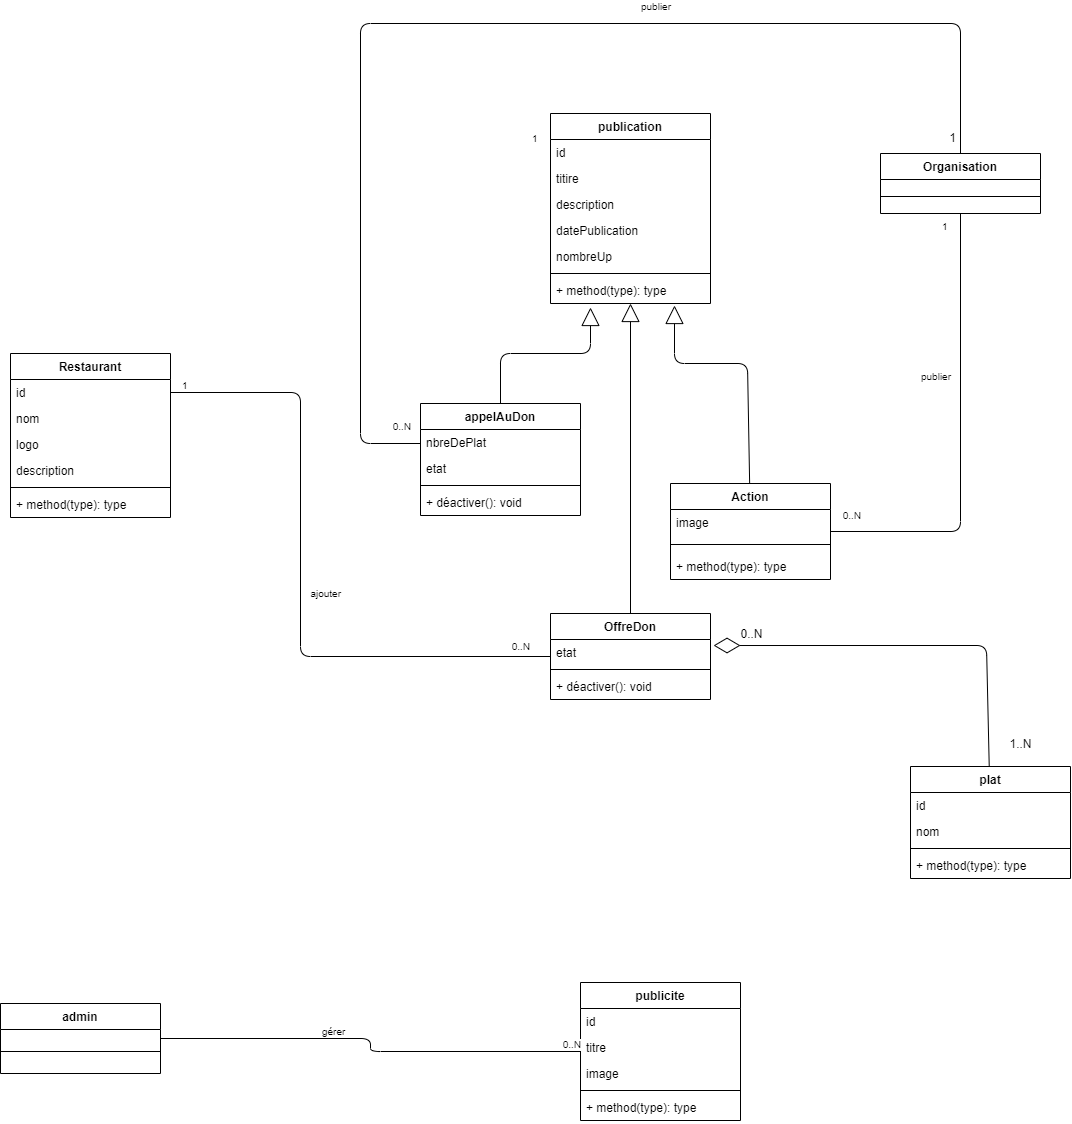 publier
publication
1
id
titire
description
datePublication
nombreUp
+ method(type): type
1
Organisation
1
publier
Restaurant
id
nom
logo
description
+ method(type): type
1
appelAuDon
0..N
nbreDePlat
etat
+ déactiver(): void
Action
image
+ method(type): type
0..N
ajouter
0..N
OffreDon
etat
+ déactiver(): void
0..N
1..N
plat
id
nom
+ method(type): type
admin
gérer
0..N
publicite
id
titre
image
+ method(type): type